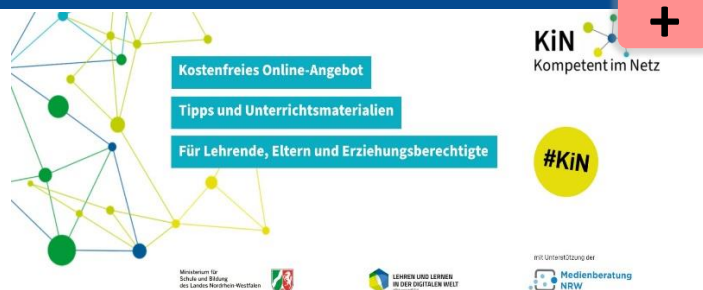 KiN
Kompetent im Netz
Kostenfreies Online-Angebot
Tipps und Unterrichtsmaterialien
Für Lehrende, Eltern und Erziehungsberechtigte
#KiN
mit Unterstützung der
Medienberatung
NRW
Ministerium für
Schule und Bildung
des Landes Nordrhein-Westfalen
LEHREN UND LERNEN
IN DER DIGITALEN WELT